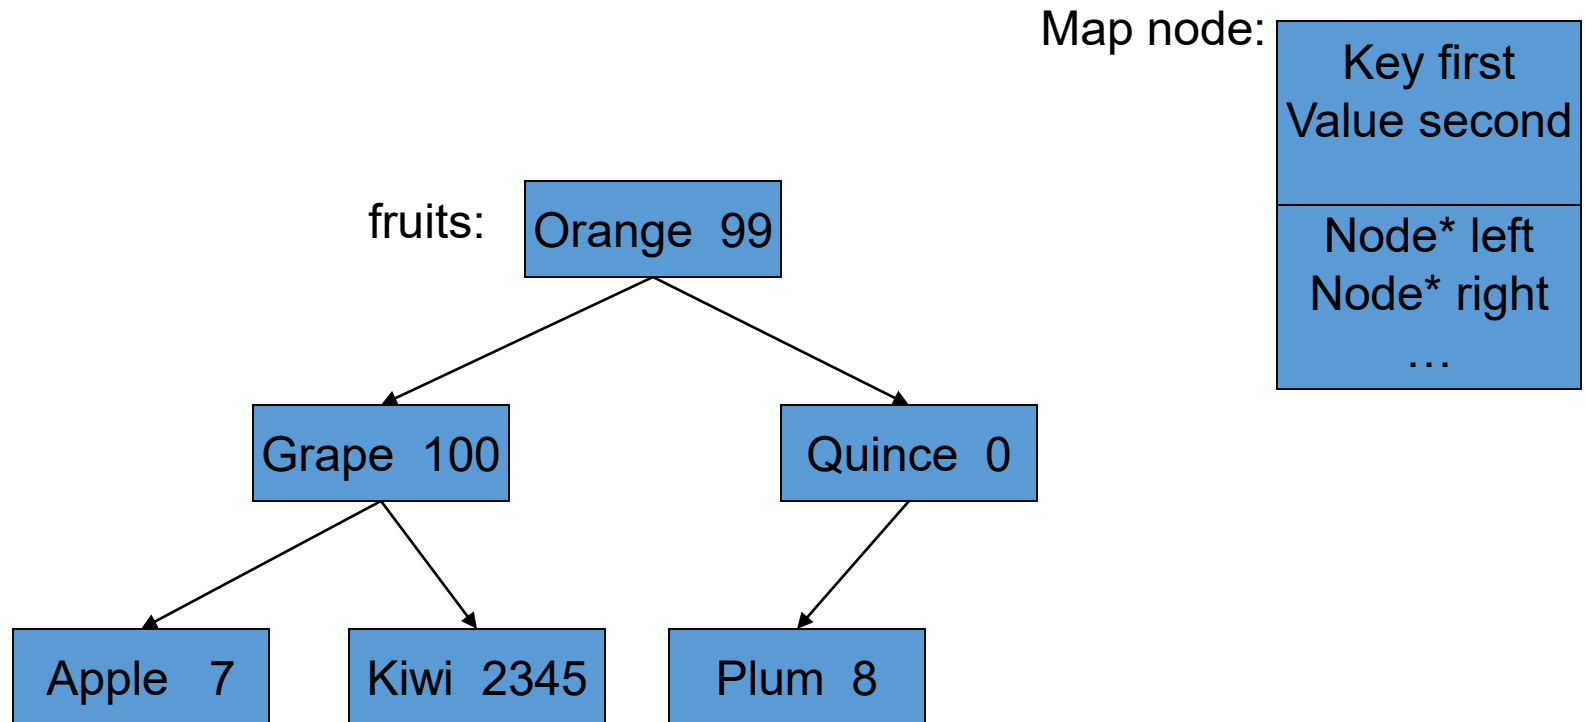 Map node:
Key first
Value second
Node* left
Node* right
…
fruits:
Orange 99
Grape 100
Quince 0
Apple 7
Kiwi 2345
Plum 8